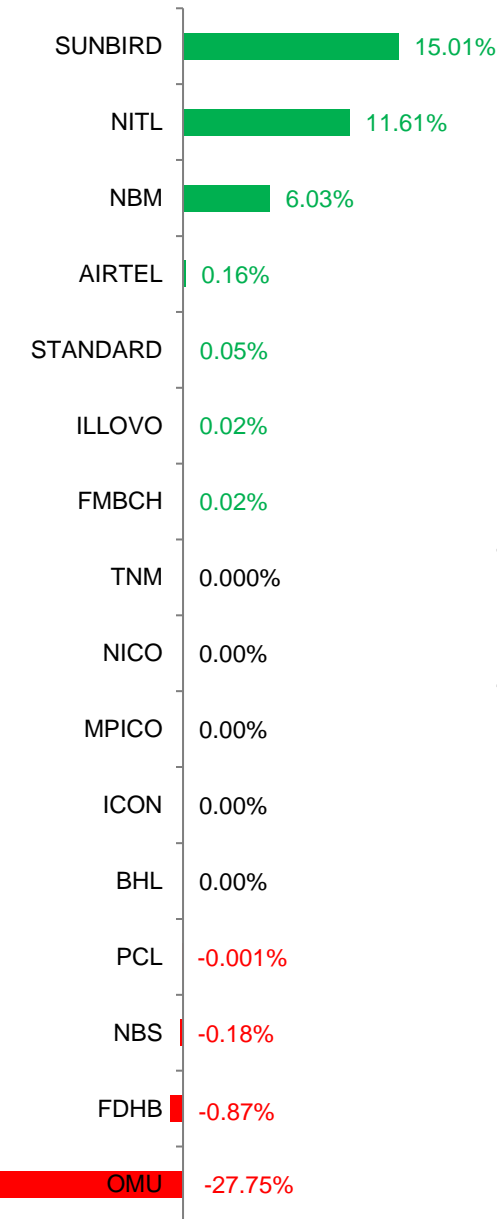 SUNBIRD 15.01%
NITL 11.61%
NBM 6.03%
AIRTEL 0.16%
STANDARD 0.05%
ILLOVO 0.02%
FMBCH 0.02%
TNM 0.000%
NICO 0.00%
MPICO 0.00%
ICON 0.00%
BHL 0.00%
PCL -0.001%
NBS -0.18%
FDHB -0.87%
OMU -27.75%